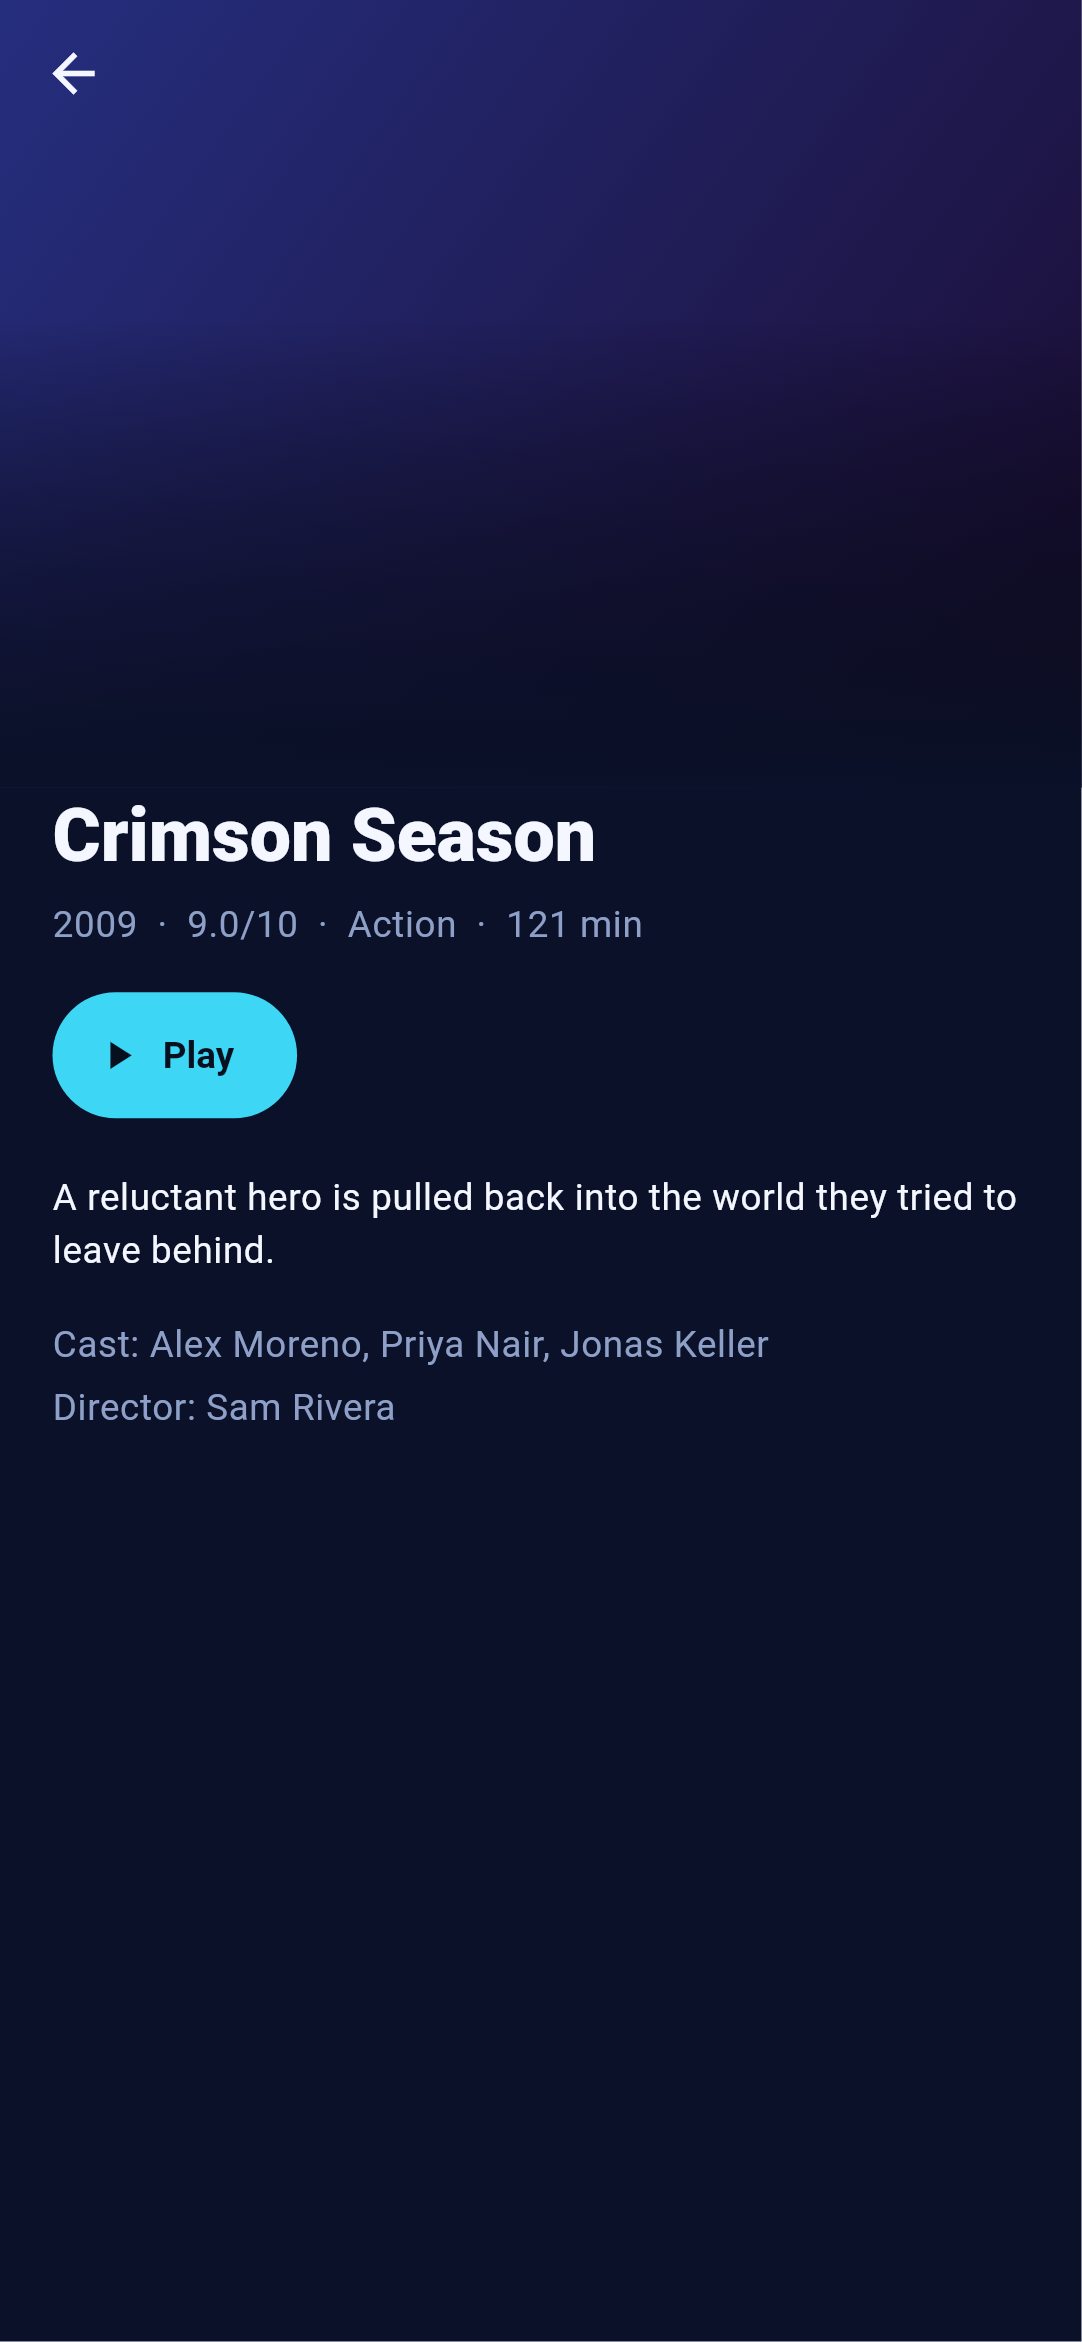 Crimson Season
2009 · 9.0/10 · Action · 121 min
Play
A reluctant hero is pulled back into the world they tried to
leave behind.
Cast: Alex Moreno, Priya Nair, Jonas Keller
Director: Sam Rivera